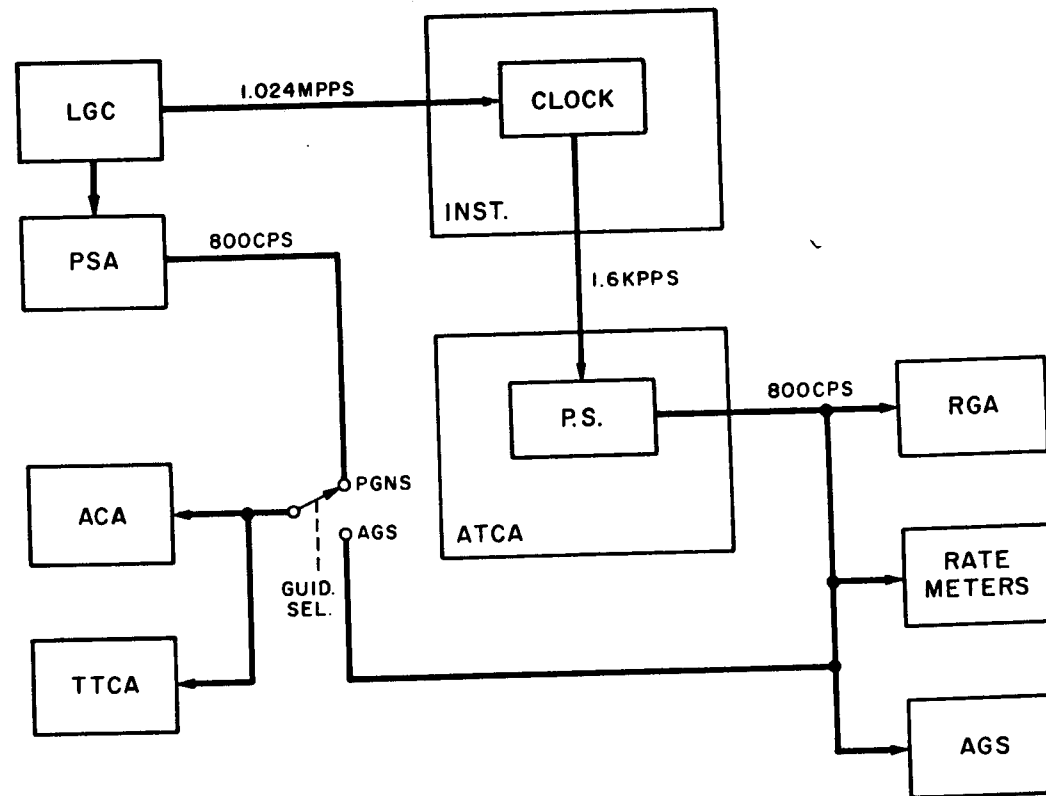 LGC
1.024MPPS
CLOCK
INST.
PSA
800CPS
1.6KPPS
P.S.
800CPS
RGA
ATCA
PGNS
AGS
GUID.
SEL.
ACA
RATE
METERS
TTCA
AGS